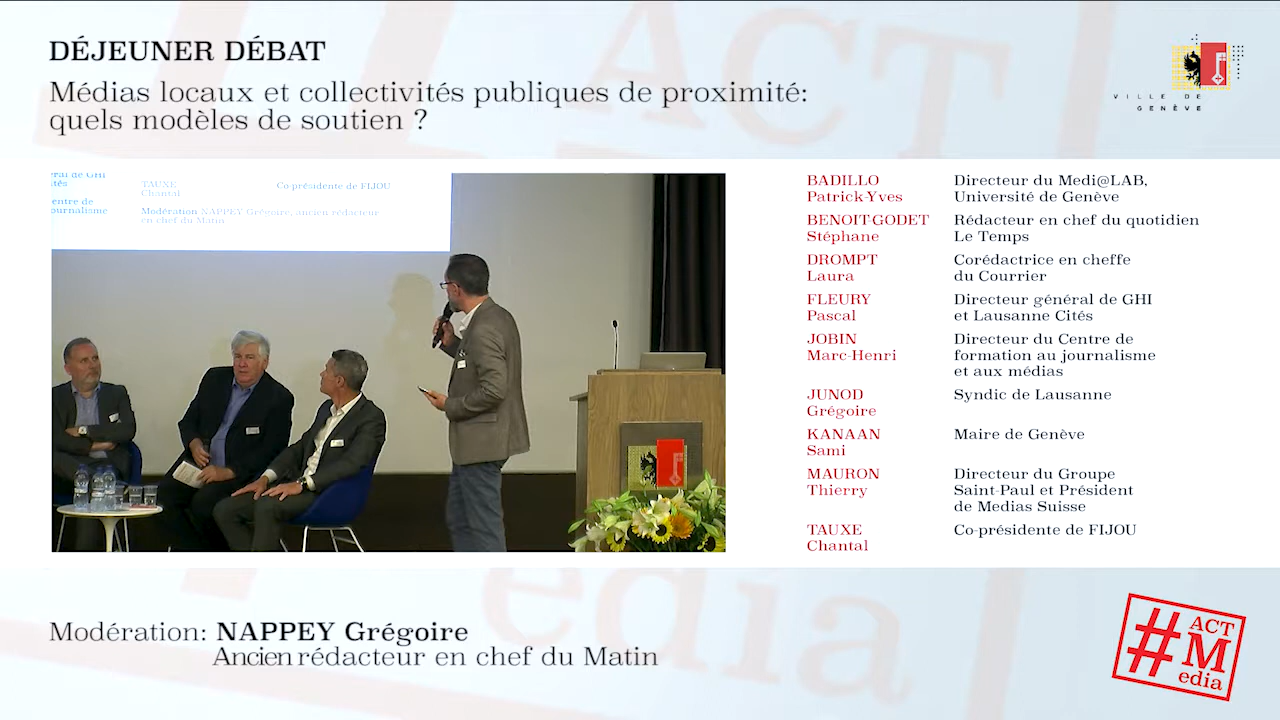 DÉJEUNER DÉBAT
Médias locaux et collectivités publiques de proximité:
quels modèles de soutien ?
VILLE DE
GENÈVE
TAUXE
Chantal
Co-présidente de FIJOU
entre de
ournalisme
Modération NAPPEY Grégoire, ancien rédacteur
en chef du Matin
BADILLO
Patrick-Yves
Directeur du Medi@LAB,
Université de Genève
BENOIT-GODET
Stéphane
Rédacteur en chef du quotidien
Le Temps
DROMPT
Laura
Corédactrice en cheffe
du Courrier
FLEURY
Pascal
Directeur général de GHI
et Lausanne Cités
JOBIN
Marc-Henri
Directeur du Centre de
formation au journalisme
et aux médias
JUNOD
Grégoire
Syndic de Lausanne
KANAAN
Sami
Maire de Genève
MAURON
Thierry
Directeur du Groupe
Saint-Paul et Président
de Medias Suisse
TAUXE
Chantal
Co-présidente de FIJOU
Modération: NAPPEY Grégoire
Ancien rédacteur en chef du Matin
#ACT
Media